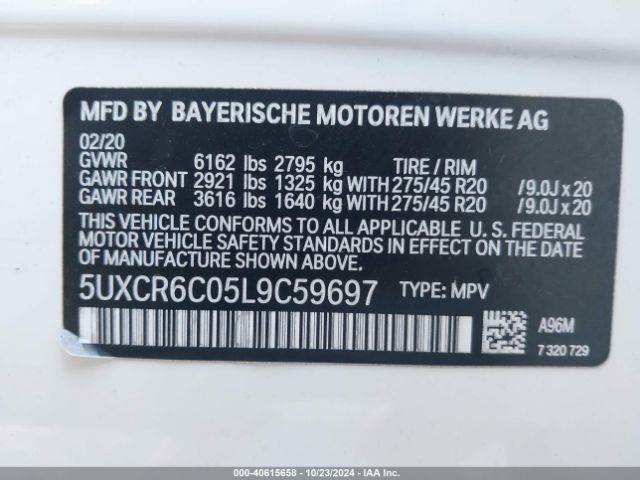 MFD BY BAYERISCHE MOTOREN WERKE AG
02/20
GVWR 6162 lbs 2795 kg TIRE / RIM
GAWR FRONT 2921 lbs 1325 kg WITH 275/45 R20 /9.0J x 20
GAWR REAR 3616 lbs 1640 kg WITH 275/45 R20 /9.0J x 20
THIS VEHICLE CONFORMS TO ALL APPLICABLE U. S. FEDERAL
MOTOR VEHICLE SAFETY STANDARDS IN EFFECT ON THE DATE
OF MANUFACTURE SHOWN ABOVE.
5UXCR6C05L9C59697 TYPE: MPV
A96M
7 320 729
000-40615658 - 10/23/2024 - IAA Inc.